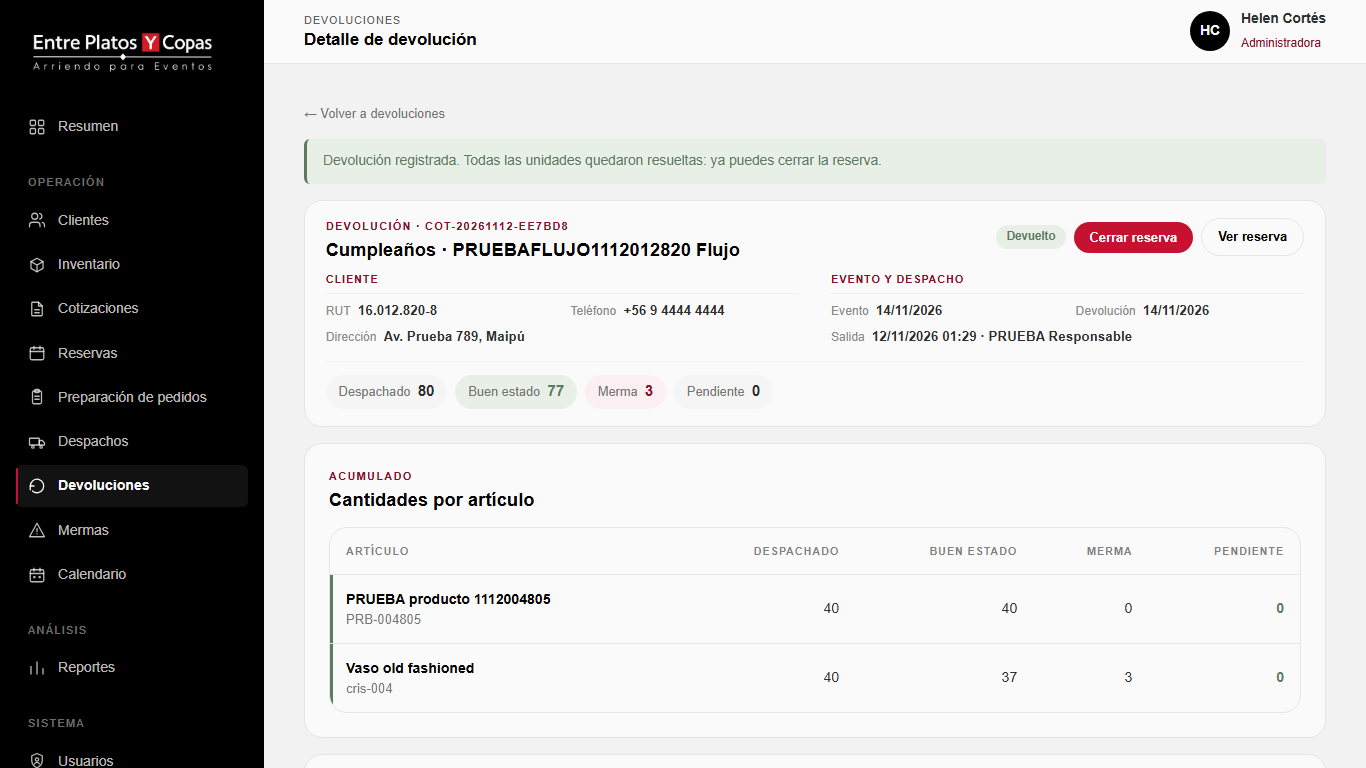 Entre Platos Y Copas
Arriendo para Eventos
Resumen
OPERACIÓN
Clientes
Inventario
Cotizaciones
Reservas
Preparación de pedidos
Despachos
Devoluciones
Mermas
Calendario
ANÁLISIS
Reportes
SISTEMA
Usuarios
DEVOLUCIONES
Detalle de devolución
HC
Helen Cortés
Administradora
← Volver a devoluciones
Devolución registrada. Todas las unidades quedaron resueltas: ya puedes cerrar la reserva.
DEVOLUCIÓN · COT-20261112-EE7BD8
Cumpleaños · PRUEBAFLUJO1112012820 Flujo
Devuelto
Cerrar reserva
Ver reserva
CLIENTE
RUT 16.012.820-8 Teléfono +56 9 4444 4444
Dirección Av. Prueba 789, Maipú
EVENTO Y DESPACHO
Evento 14/11/2026 Devolución 14/11/2026
Salida 12/11/2026 01:29 · PRUEBA Responsable
Despachado 80 Buen estado 77 Merma 3 Pendiente 0
ACUMULADO
Cantidades por artículo
ARTÍCULO DESPACHADO BUEN ESTADO MERMA PENDIENTE
PRUEBA producto 1112004805
PRB-004805
40 40 0 0
Vaso old fashioned
cris-004
40 37 3 0